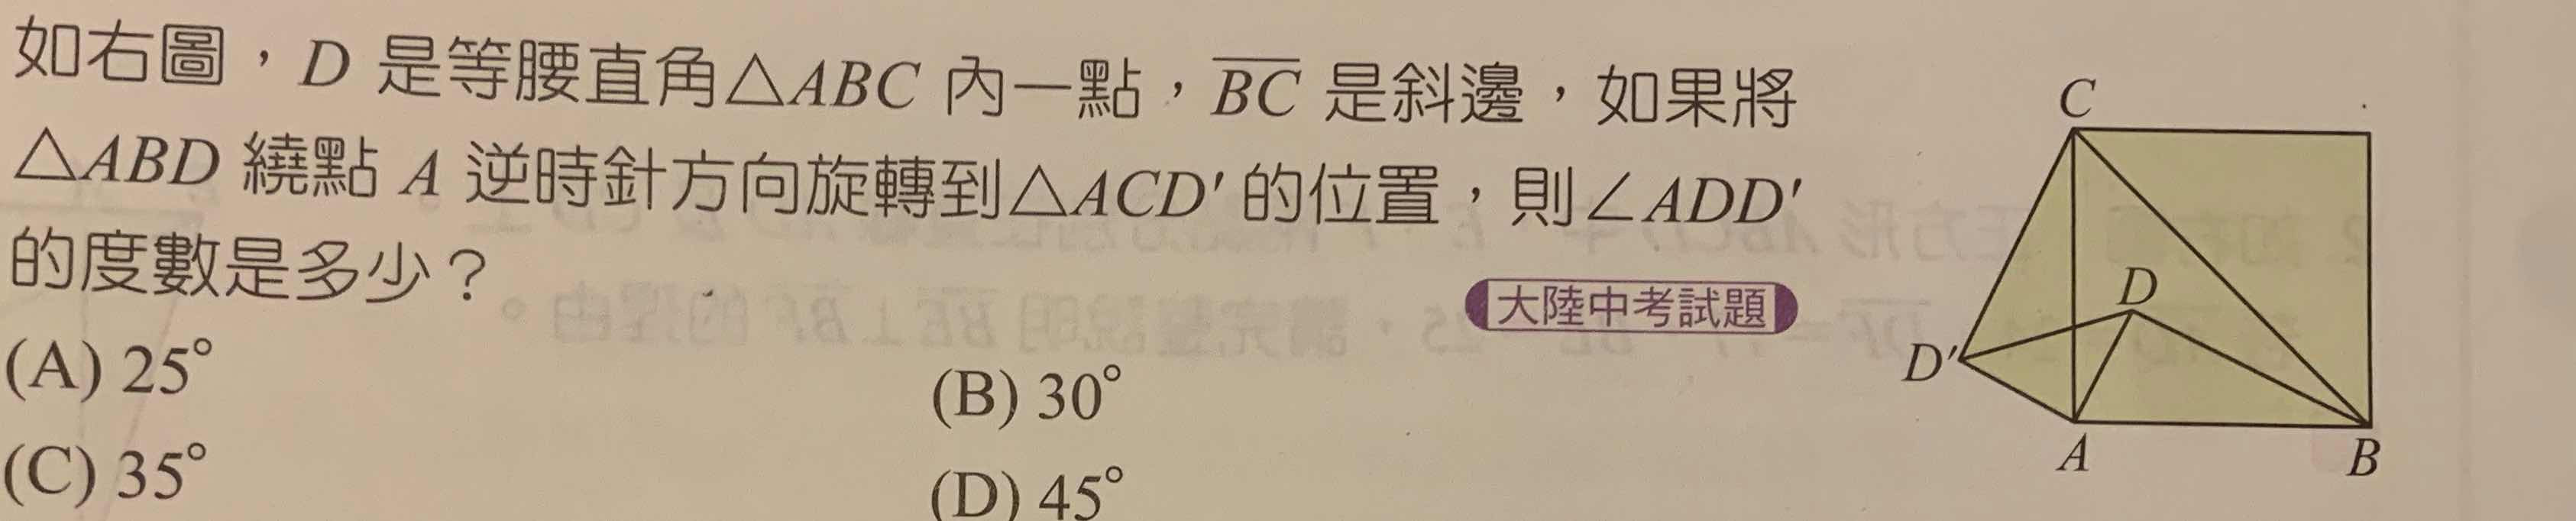 如右圖，D 是等腰直角△ABC 內一點，BC 是斜邊，如果將
△ABD 繞點 A 逆時針方向旋轉到△ACD′ 的位置，則∠ADD′
的度數是多少？
大陸中考試題
(A) 25°
(B) 30°
(C) 35°
(D) 45°
C
D
D′
A
B